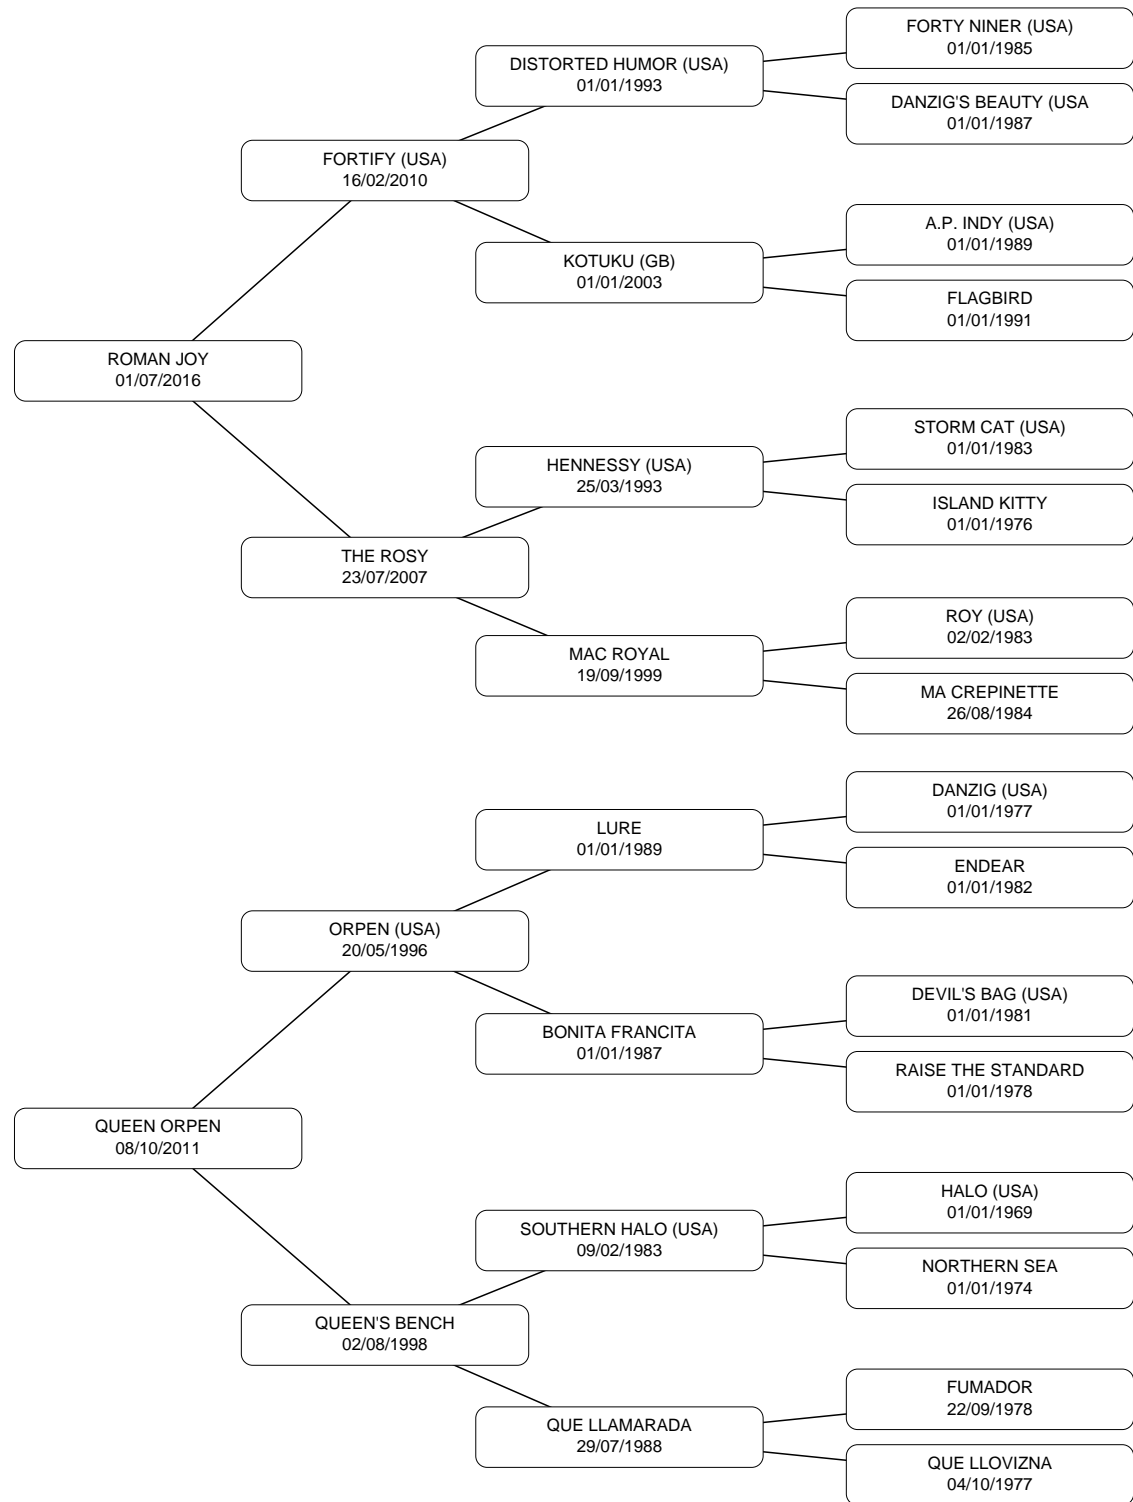 FORTY NINER (USA)
01/01/1985
DISTORTED HUMOR (USA)
01/01/1993
DANZIG'S BEAUTY (USA
01/01/1987
FORTIFY (USA)
16/02/2010
A.P. INDY (USA)
01/01/1989
KOTUKU (GB)
01/01/2003
FLAGBIRD
01/01/1991
ROMAN JOY
01/07/2016
STORM CAT (USA)
01/01/1983
HENNESSY (USA)
25/03/1993
ISLAND KITTY
01/01/1976
THE ROSY
23/07/2007
ROY (USA)
02/02/1983
MAC ROYAL
19/09/1999
MA CREPINETTE
26/08/1984
DANZIG (USA)
01/01/1977
LURE
01/01/1989
ENDEAR
01/01/1982
ORPEN (USA)
20/05/1996
DEVIL'S BAG (USA)
01/01/1981
BONITA FRANCITA
01/01/1987
RAISE THE STANDARD
01/01/1978
QUEEN ORPEN
08/10/2011
HALO (USA)
01/01/1969
SOUTHERN HALO (USA)
09/02/1983
NORTHERN SEA
01/01/1974
QUEEN'S BENCH
02/08/1998
FUMADOR
22/09/1978
QUE LLAMARADA
29/07/1988
QUE LLOVIZNA
04/10/1977